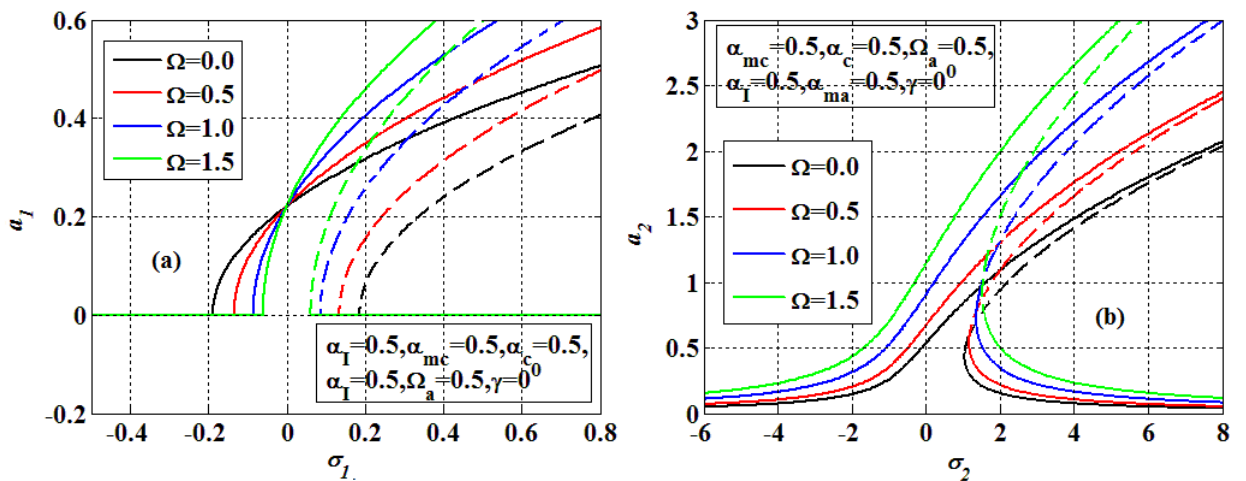 0.6
0.4
0.2
0
-0.2
a1
Ω=0.0
Ω=0.5
Ω=1.0
Ω=1.5
(a)
αI=0.5,αmc=0.5,αc=0.5,
αI=0.5,Ωa=0.5,γ=0⁰
-0.4 -0.2 0 0.2 0.4 0.6 0.8
σ1,
3
2.5
2
1.5
1
0.5
0
a2
αmc=0.5,αc=0.5,Ωa=0.5,
αI=0.5,αma=0.5,γ=0⁰
Ω=0.0
Ω=0.5
Ω=1.0
Ω=1.5
(b)
-6 -4 -2 0 2 4 6 8
σ2